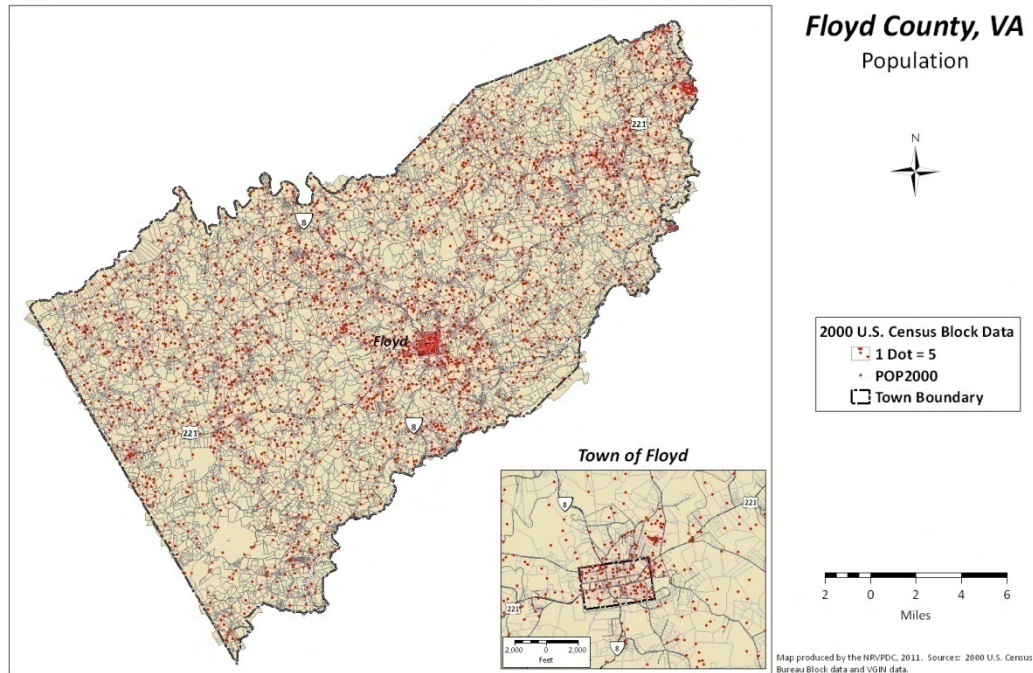 Floyd County, VA
Population
N
221
8
Floyd
8
221
2000 U.S. Census Block Data
1 Dot = 5
POP2000
Town Boundary
Town of Floyd
8
221
221
8
2,000 0 2,000
Feet
2 0 2 4 6
Miles
Map produced by the NRVPDC, 2011. Sources: 2000 U.S. Census
Bureau Block data and VGIN data.